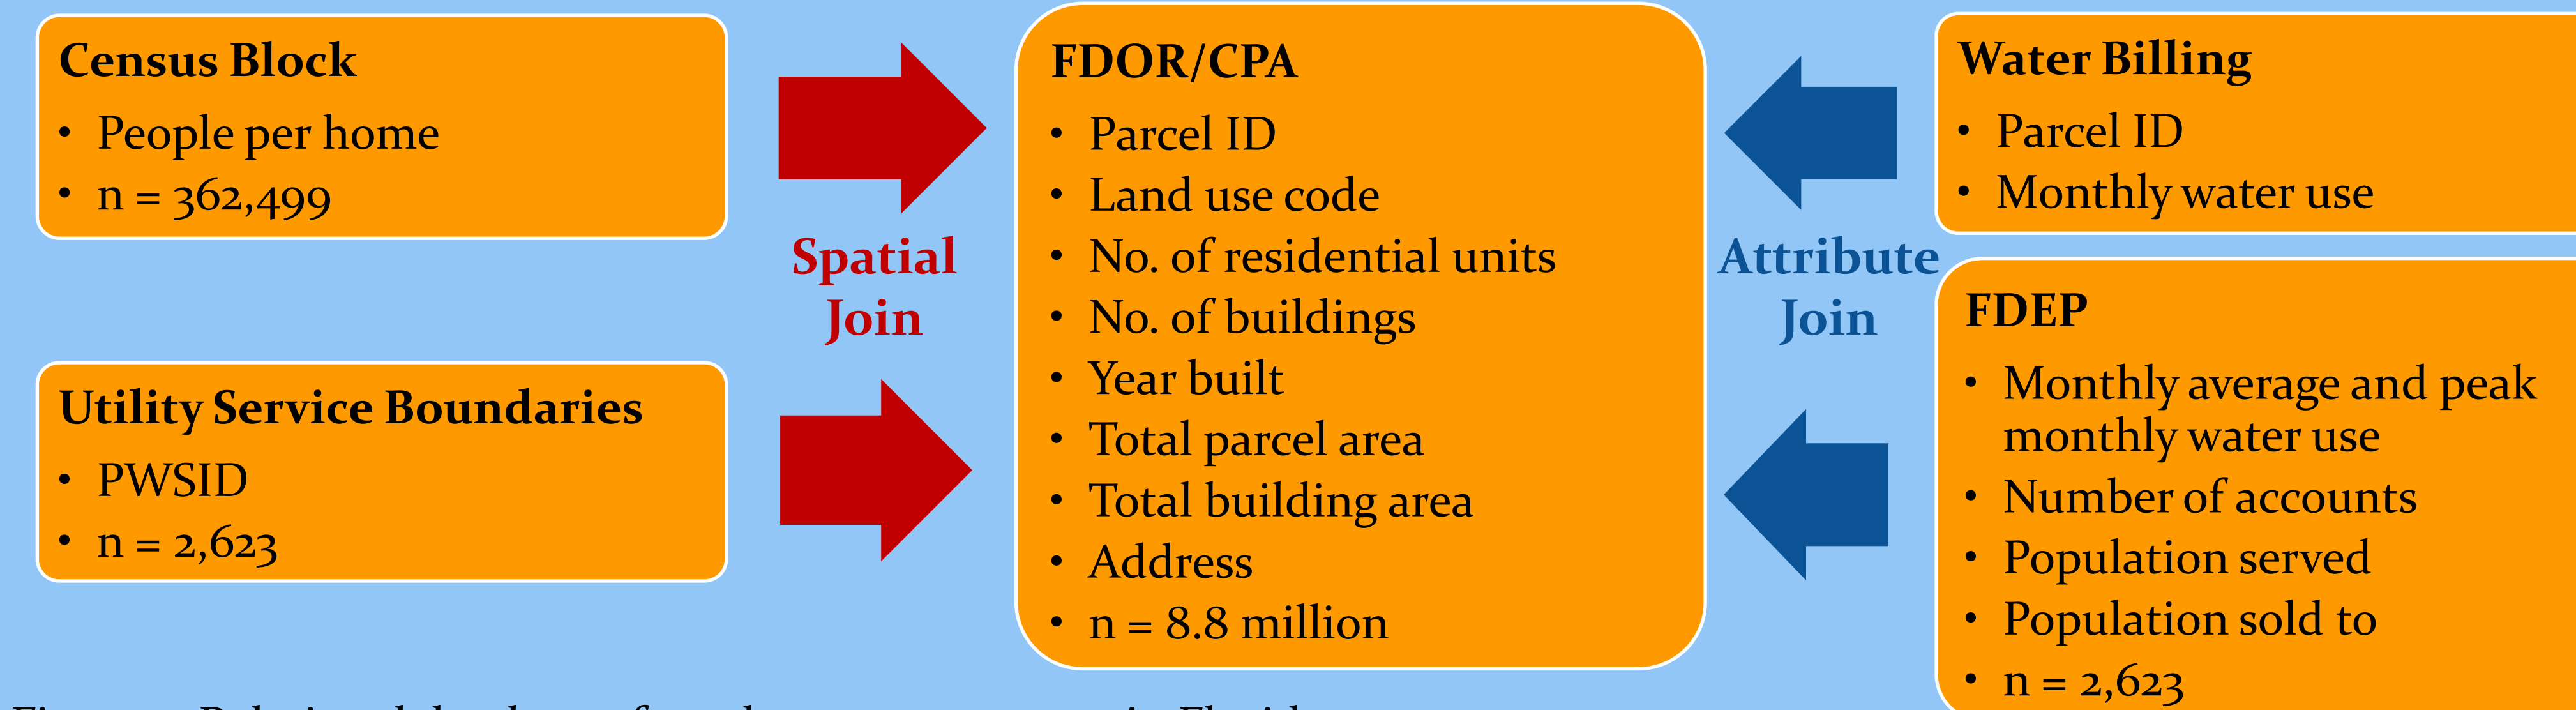 Census Block
• People per home
• n = 362,499
Utility Service Boundaries
• PWSID
• n = 2,623
Spatial
Join
FDOR/CPA
• Parcel ID
• Land use code
• No. of residential units
• No. of buildings
• Year built
• Total parcel area
• Total building area
• Address
• n = 8.8 million
Attribute
Join
Water Billing
• Parcel ID
• Monthly water use
FDEP
• Monthly average and peak
monthly water use
• Number of accounts
• Population served
• Population sold to
• n = 2,623